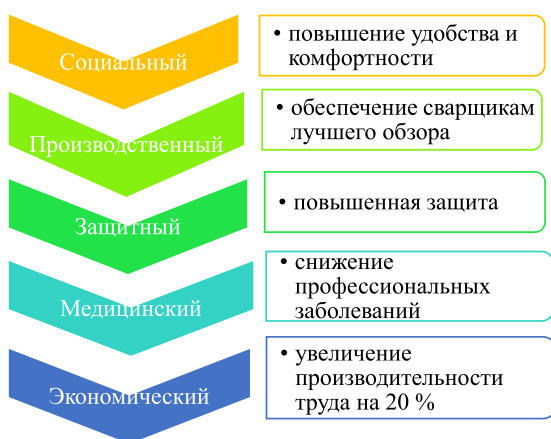 Социальный
• повышение удобства и
комфортности
Производственный
• обеспечение сварщикам
лучшего обзора
Защитный
• повышенная защита
Медицинский
• снижение
профессиональных
заболеваний
Экономический
• увеличение
производительности
труда на 20 %